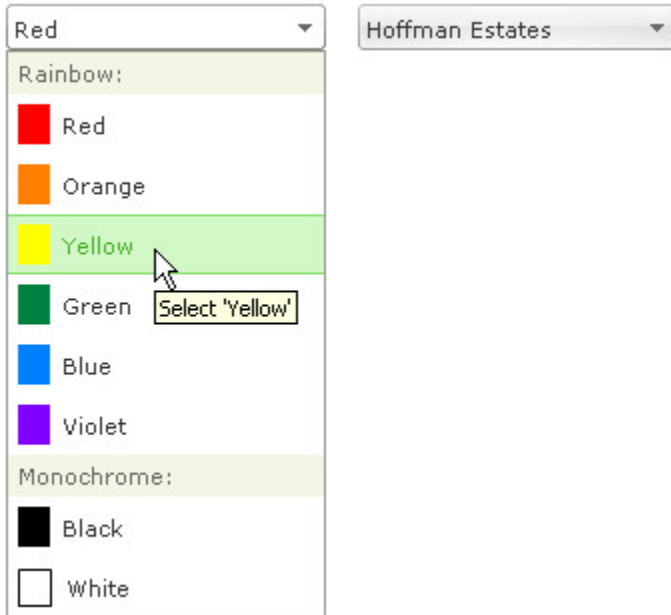 Red
Hoffman Estates
Rainbow:
Red
Orange
Yellow
Green
Select 'Yellow'
Blue
Violet
Monochrome:
Black
White